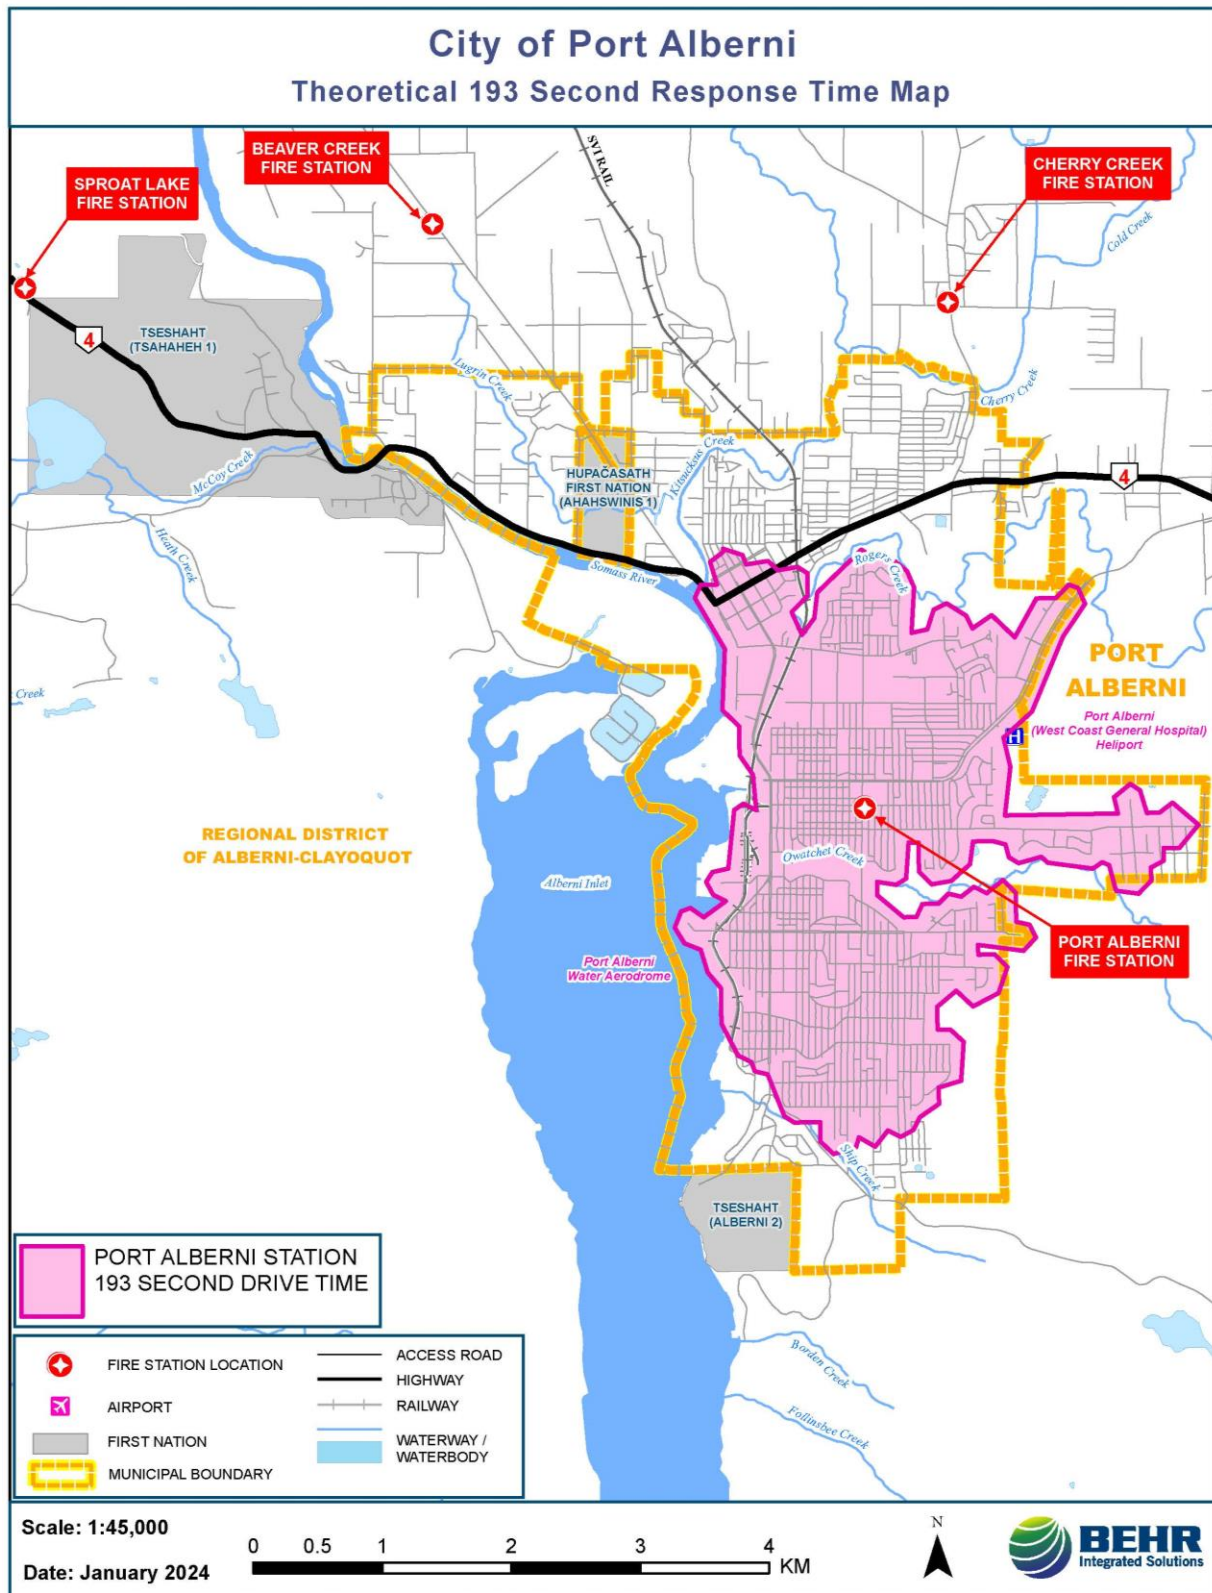 City of Port Alberni
Theoretical 193 Second Response Time Map
BEAVER CREEK
FIRE STATION
SPROAT LAKE
FIRE STATION
CHERRY CREEK
FIRE STATION
SVI RAIL
Cold Creek
TSESHAHT
(TSAHAHEH 1)
4
Lugrin Creek
Cherry Creek
Kitsucksus Creek
McCoy Creek
HUPAČASATH
FIRST NATION
(AHAHSWINIS 1)
4
Heath Creek
Somass River
Rogers Creek
PORT
ALBERNI
Creek
Port Alberni
(West Coast General Hospital)
Heliport
H
REGIONAL DISTRICT
OF ALBERNI-CLAYOQUOT
Owatchet Creek
Alberni Inlet
PORT ALBERNI
FIRE STATION
Port Alberni
Water Aerodrome
Ship Creek
TSESHAHT
(ALBERNI 2)
PORT ALBERNI STATION
193 SECOND DRIVE TIME
Borden Creek
Follinsbee Creek
FIRE STATION LOCATION
AIRPORT
FIRST NATION
MUNICIPAL BOUNDARY
ACCESS ROAD
HIGHWAY
RAILWAY
WATERWAY /
WATERBODY
Scale: 1:45,000
Date: January 2024
0 0.5 1 2 3 4
KM
N
BEHR
Integrated Solutions